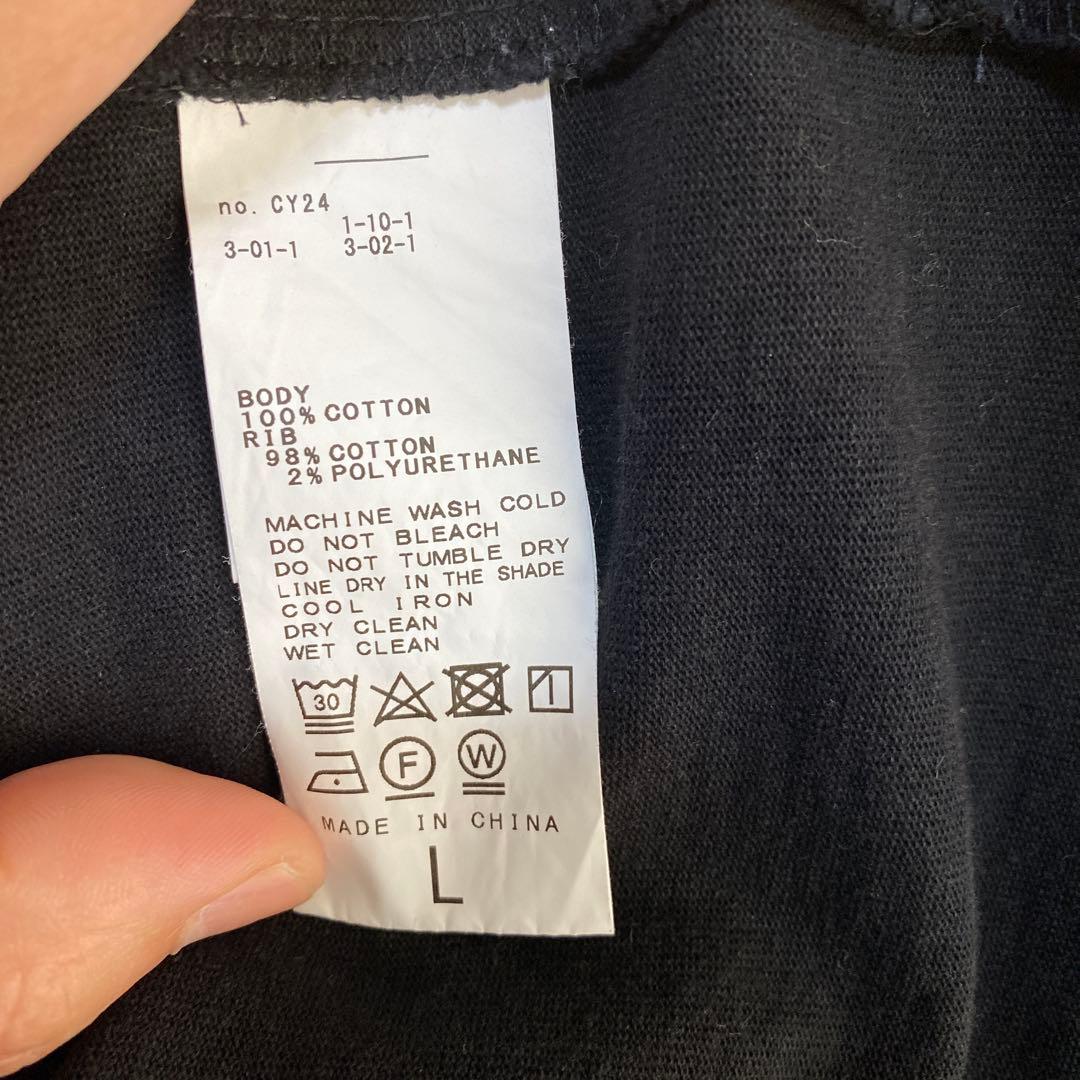 no. CY24
1-10-1
3-01-1 3-02-1
BODY
100% COTTON
RIB
98% COTTON
2% POLYURETHANE
MACHINE WASH COLD
DO NOT BLEACH
DO NOT TUMBLE DRY
LINE DRY IN THE SHADE
COOL IRON
DRY CLEAN
WET CLEAN
30
F W
MADE IN CHINA
L